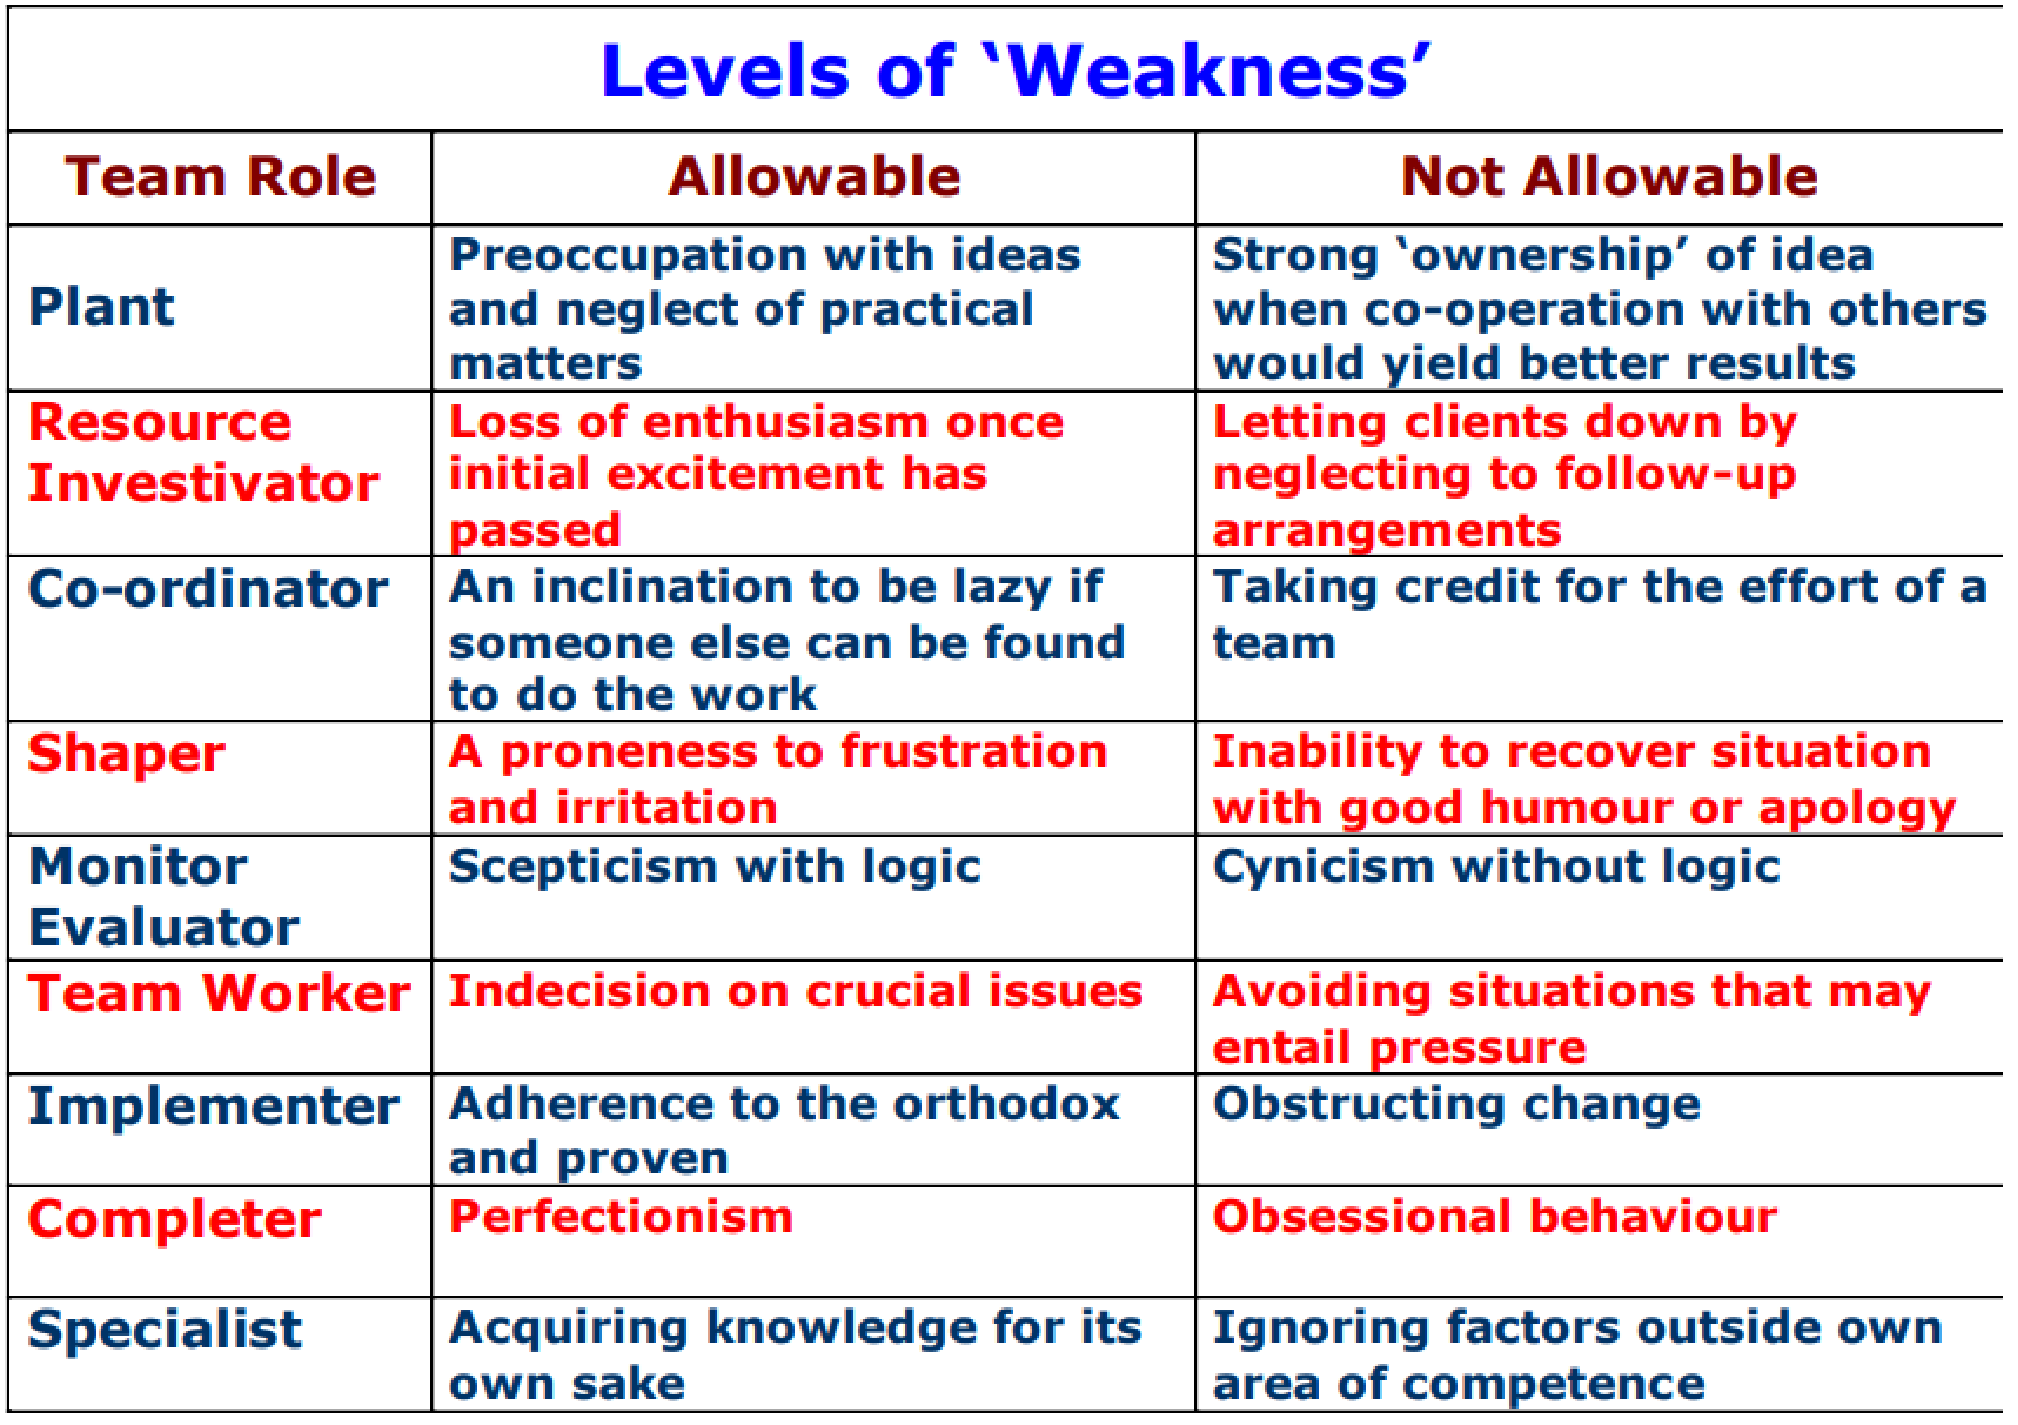 Levels of ‘Weakness’
Team Role
Allowable
Not Allowable
Plant
Preoccupation with ideas
and neglect of practical
matters
Strong ‘ownership’ of idea
when co-operation with others
would yield better results
Resource
Investivator
Loss of enthusiasm once
initial excitement has
passed
Letting clients down by
neglecting to follow-up
arrangements
Co-ordinator
An inclination to be lazy if
someone else can be found
to do the work
Taking credit for the effort of a
team
Shaper
A proneness to frustration
and irritation
Inability to recover situation
with good humour or apology
Monitor
Evaluator
Scepticism with logic
Cynicism without logic
Team Worker
Indecision on crucial issues
Avoiding situations that may
entail pressure
Implementer
Adherence to the orthodox
and proven
Obstructing change
Completer
Perfectionism
Obsessional behaviour
Specialist
Acquiring knowledge for its
own sake
Ignoring factors outside own
area of competence